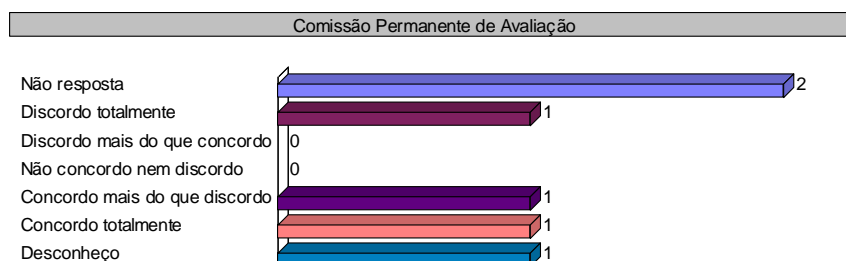 Comissão Permanente de Avaliação
Não resposta 2
Discordo totalmente 1
Discordo mais do que concordo 0
Não concordo nem discordo 0
Concordo mais do que discordo 1
Concordo totalmente 1
Desconheço 1